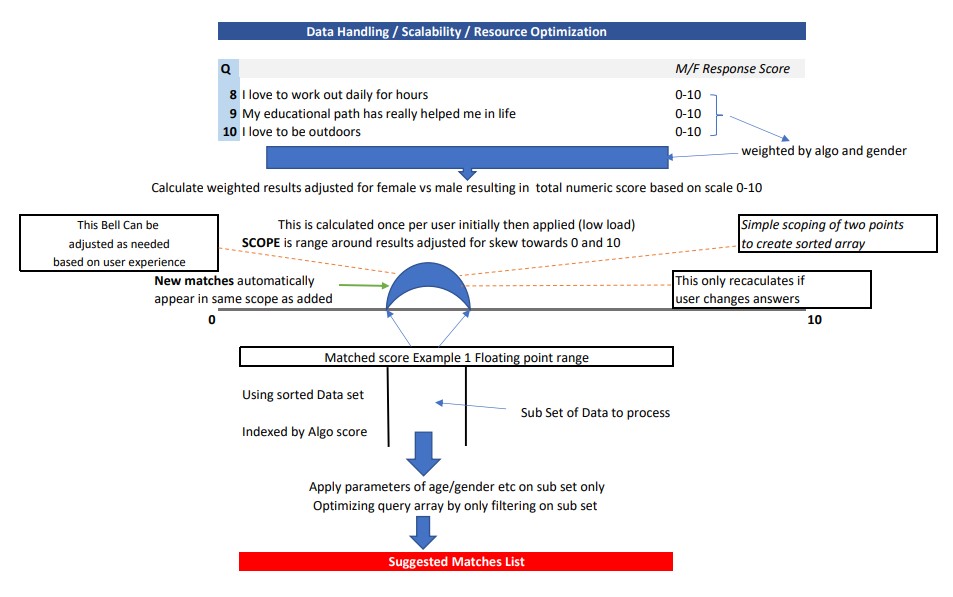 Data Handling / Scalability / Resource Optimization
Q M/F Response Score
8 I love to work out daily for hours 0-10
9 My educational path has really helped me in life 0-10
10 I love to be outdoors 0-10
weighted by algo and gender
Calculate weighted results adjusted for female vs male resulting in total numeric score based on scale 0-10
This Bell Can be
adjusted as needed
based on user experience
This is calculated once per user initially then applied (low load)
SCOPE is range around results adjusted for skew towards 0 and 10
Simple scoping of two points
to create sorted array
New matches automatically
appear in same scope as added
This only recaculates if
user changes answers
0 10
Matched score Example 1 Floating point range
Using sorted Data set
Sub Set of Data to process
Indexed by Algo score
Apply parameters of age/gender etc on sub set only
Optimizing query array by only filtering on sub set
Suggested Matches List